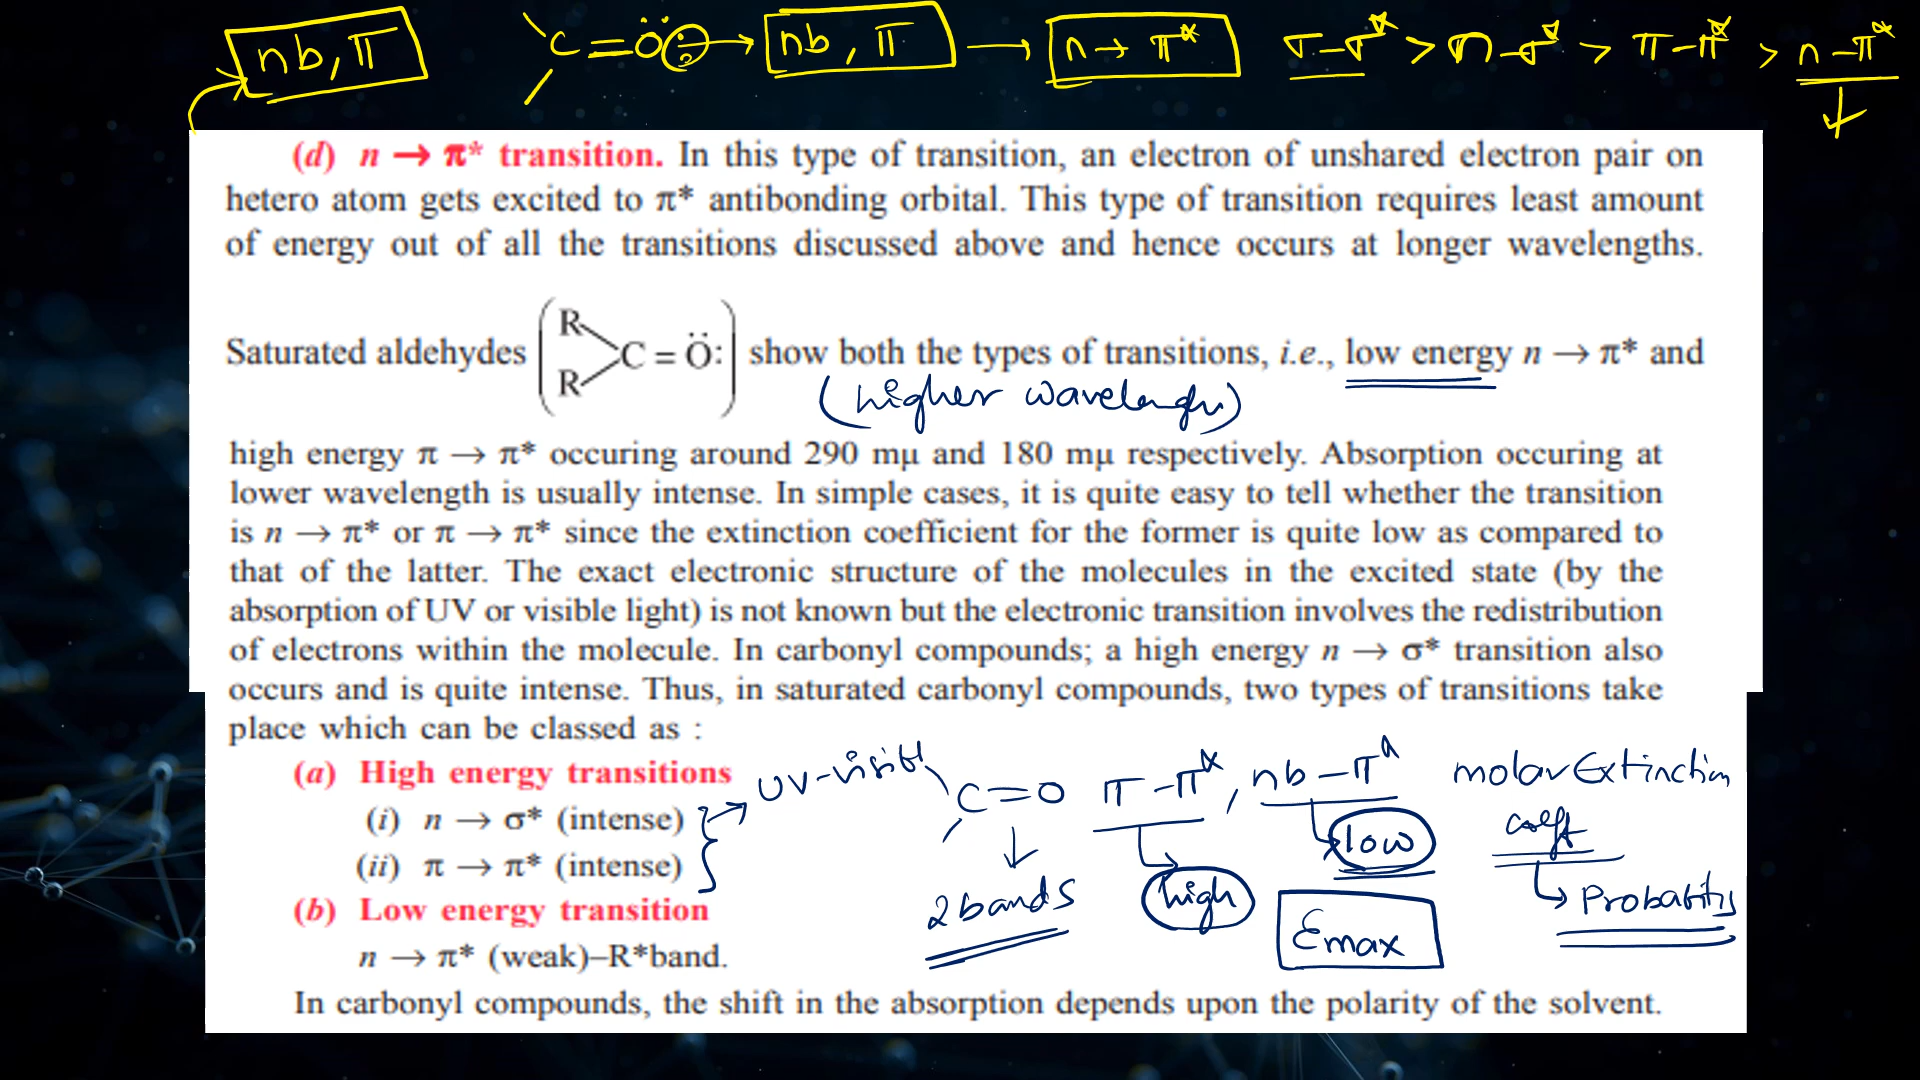 nb, π
C=Ö: → nb, π → n → π* σ-σ* > n-σ* > π-π* > n-π*
(d) n → π* transition. In this type of transition, an electron of unshared electron pair on
hetero atom gets excited to π* antibonding orbital. This type of transition requires least amount
of energy out of all the transitions discussed above and hence occurs at longer wavelengths.
R
Saturated aldehydes C = Ö: show both the types of transitions, i.e., low energy n → π* and
R
(higher wavelength)
high energy π → π* occuring around 290 mμ and 180 mμ respectively. Absorption occuring at
lower wavelength is usually intense. In simple cases, it is quite easy to tell whether the transition
is n → π* or π → π* since the extinction coefficient for the former is quite low as compared to
that of the latter. The exact electronic structure of the molecules in the excited state (by the
absorption of UV or visible light) is not known but the electronic transition involves the redistribution
of electrons within the molecule. In carbonyl compounds; a high energy n → σ* transition also
occurs and is quite intense. Thus, in saturated carbonyl compounds, two types of transitions take
place which can be classed as :
(a) High energy transitions
(i) n → σ* (intense)
(ii) π → π* (intense)
(b) Low energy transition
n → π* (weak)–R*band.
UV-visibl
C=O π-π*, nb-π*
2 bands
high
low
Emax
molar Extinction
coeft
Probability
In carbonyl compounds, the shift in the absorption depends upon the polarity of the solvent.